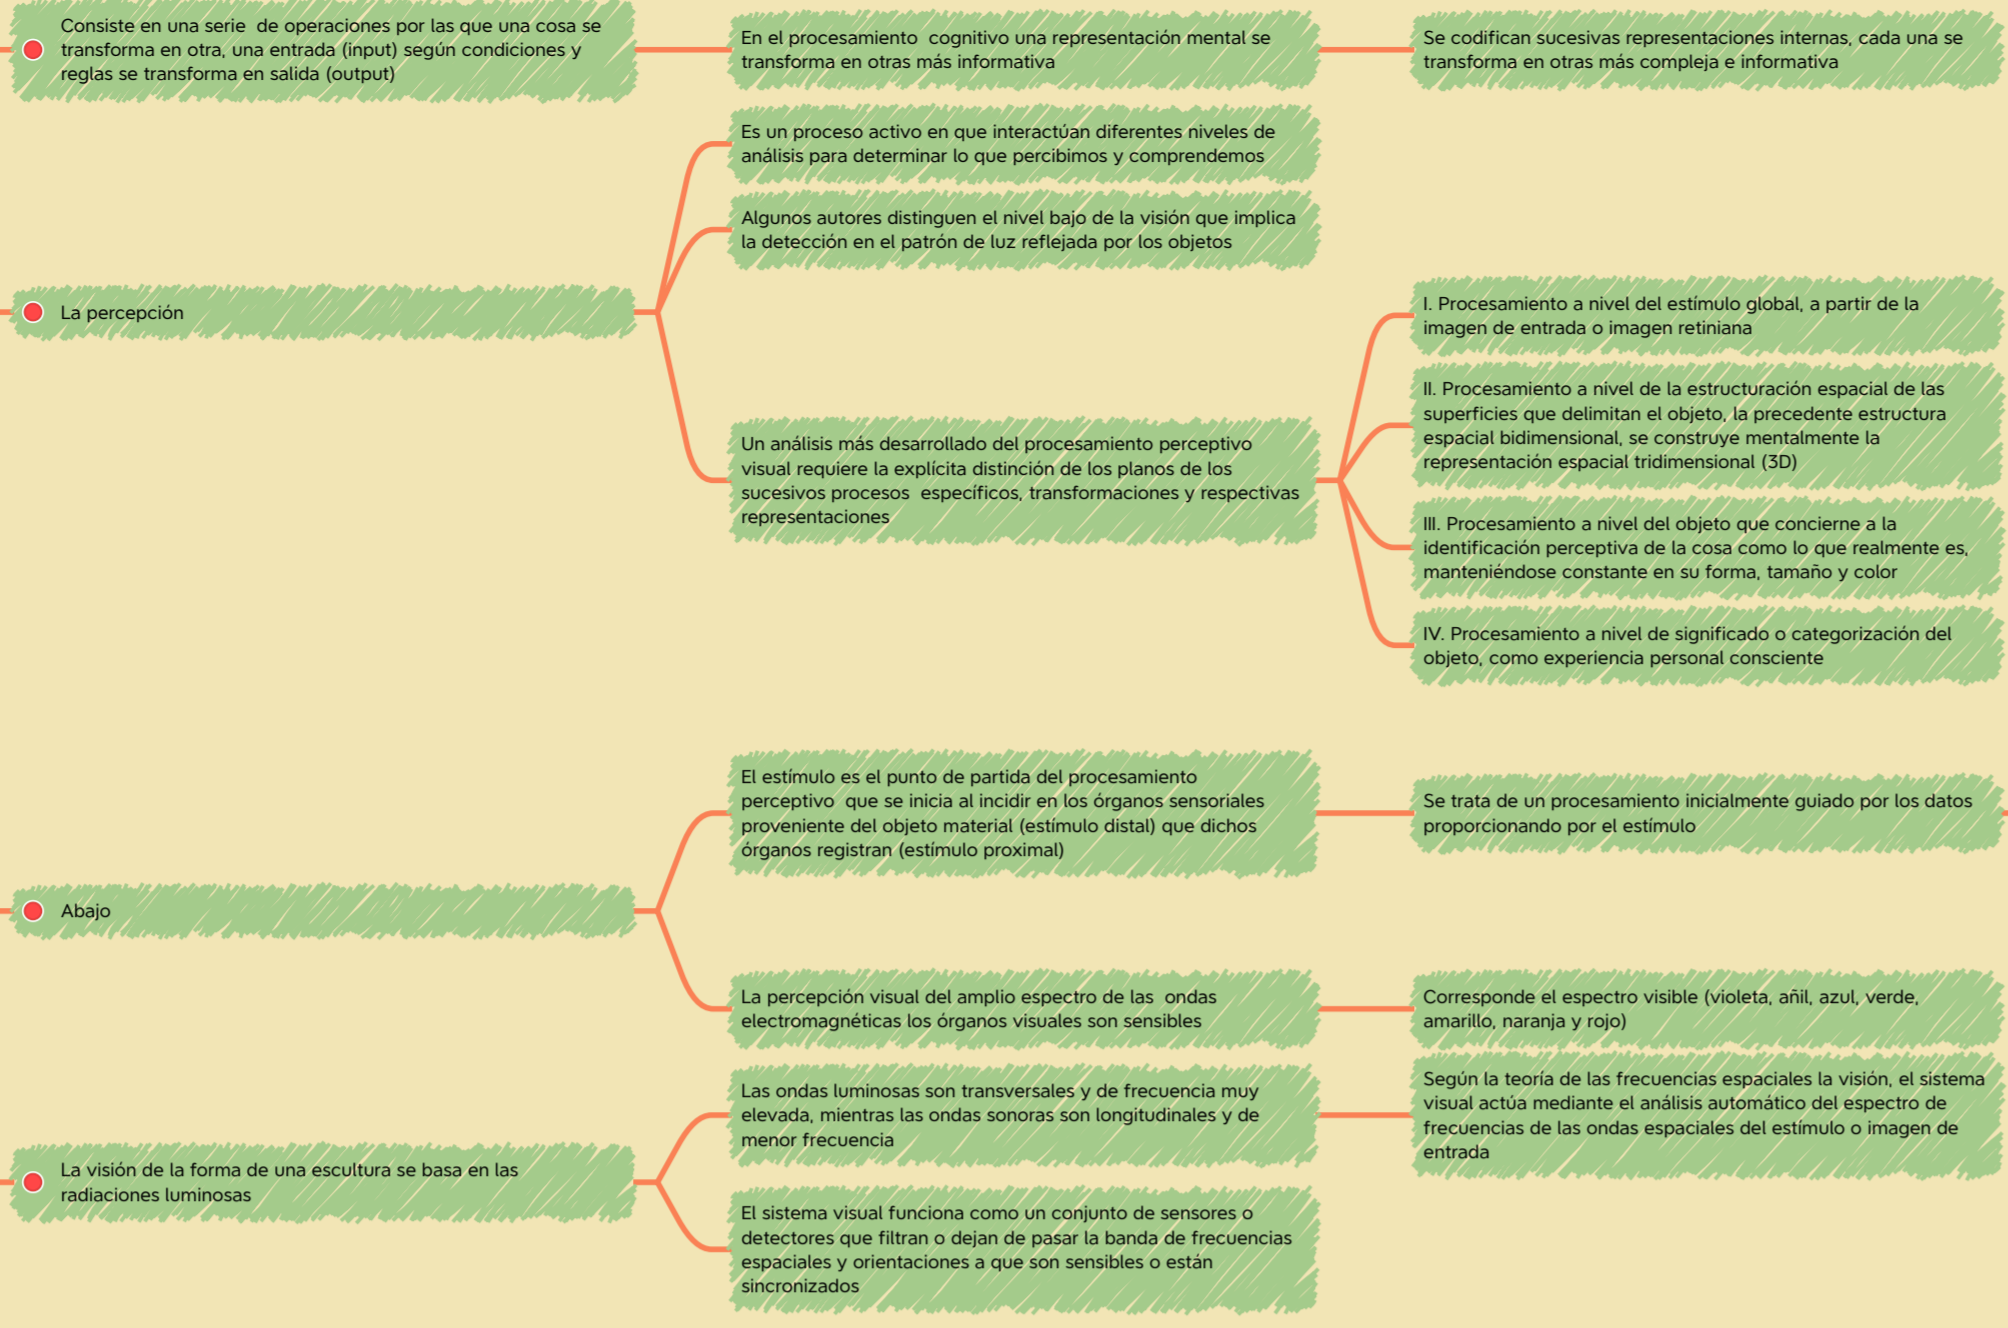 Consiste en una serie de operaciones por las que una cosa se
transforma en otra, una entrada (input) según condiciones y
reglas se transforma en salida (output)
En el procesamiento cognitivo una representación mental se
transforma en otras más informativa
Se codifican sucesivas representaciones internas, cada una se
transforma en otras más compleja e informativa
La percepción
Es un proceso activo en que interactúan diferentes niveles de
análisis para determinar lo que percibimos y comprendemos
Algunos autores distinguen el nivel bajo de la visión que implica
la detección en el patrón de luz reflejada por los objetos
Un análisis más desarrollado del procesamiento perceptivo
visual requiere la explícita distinción de los planos de los
sucesivos procesos específicos, transformaciones y respectivas
representaciones
I. Procesamiento a nivel del estímulo global, a partir de la
imagen de entrada o imagen retiniana
II. Procesamiento a nivel de la estructuración espacial de las
superficies que delimitan el objeto, la precedente estructura
espacial bidimensional, se construye mentalmente la
representación espacial tridimensional (3D)
III. Procesamiento a nivel del objeto que concierne a la
identificación perceptiva de la cosa como lo que realmente es,
manteniéndose constante en su forma, tamaño y color
IV. Procesamiento a nivel de significado o categorización del
objeto, como experiencia personal consciente
Abajo
El estímulo es el punto de partida del procesamiento
perceptivo que se inicia al incidir en los órganos sensoriales
proveniente del objeto material (estímulo distal) que dichos
órganos registran (estímulo proximal)
Se trata de un procesamiento inicialmente guiado por los datos
proporcionando por el estímulo
La percepción visual del amplio espectro de las ondas
electromagnéticas los órganos visuales son sensibles
Corresponde el espectro visible (violeta, añil, azul, verde,
amarillo, naranja y rojo)
La visión de la forma de una escultura se basa en las
radiaciones luminosas
Las ondas luminosas son transversales y de frecuencia muy
elevada, mientras las ondas sonoras son longitudinales y de
menor frecuencia
Según la teoría de las frecuencias espaciales la visión, el sistema
visual actúa mediante el análisis automático del espectro de
frecuencias de las ondas espaciales del estímulo o imagen de
entrada
El sistema visual funciona como un conjunto de sensores o
detectores que filtran o dejan de pasar la banda de frecuencias
espaciales y orientaciones a que son sensibles o están
sincronizados